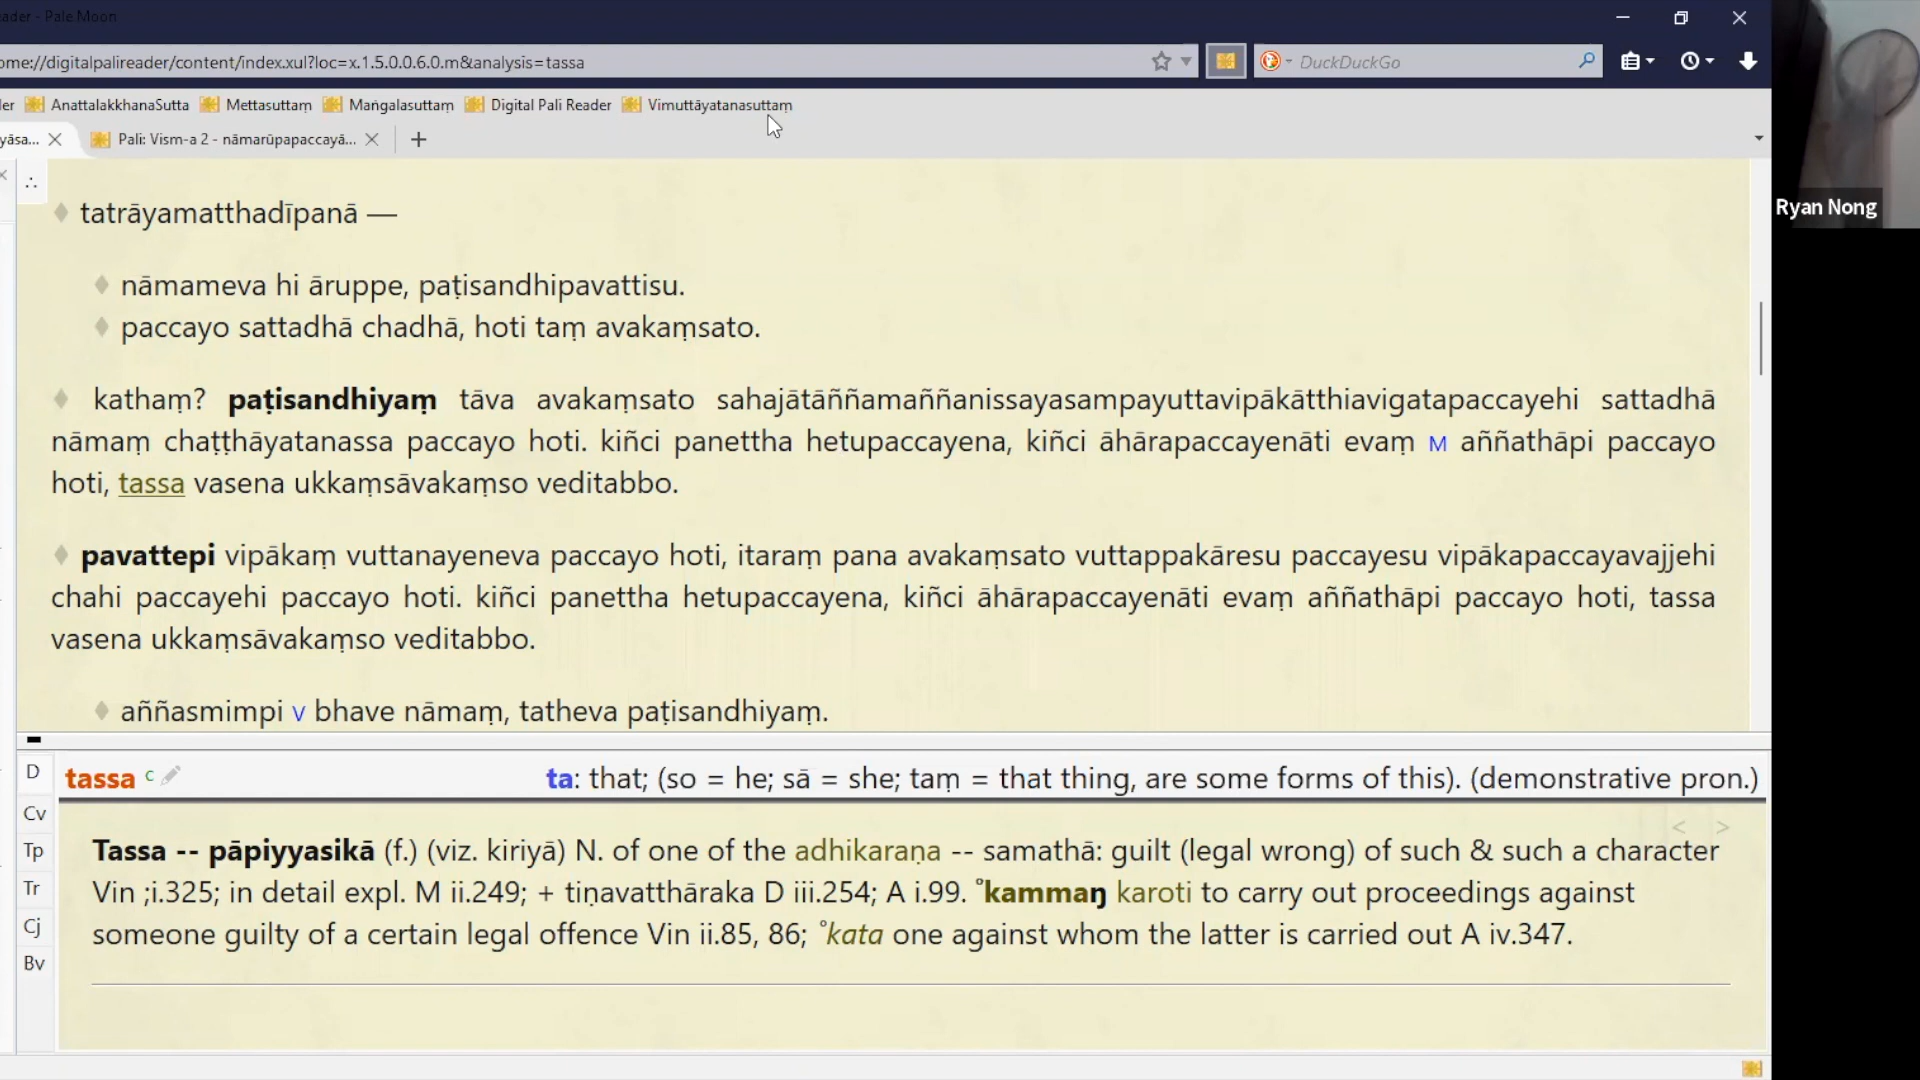 ader - Pale Moon
ome://digitalpalireader/content/index.xul?loc=x.1.5.0.0.6.0.m&analysis=tassa
DuckDuckGo
ler AnattalakkhanaSutta Mettasuttaṃ Maṅgalasuttaṃ Digital Pali Reader Vimuttāyatanasuttaṃ
yāsa... Pali: Vism-a 2 - nāmarūpapaccayā...
Ryan Nong
tatrāyamatthadīpanā —
nāmameva hi āruppe, paṭisandhipavattisu.
paccayo sattadhā chadhā, hoti taṃ avakaṃsato.
kathaṃ? paṭisandhiyaṃ tāva avakaṃsato sahajātāññamaññanissayasampayuttavipākātthiavigatapaccayehi sattadhā
nāmaṃ chaṭṭhāyatanassa paccayo hoti. kiñci panettha hetupaccayena, kiñci āhārapaccayenāti evaṃ M aññathāpi paccayo
hoti, tassa vasena ukkaṃsāvakaṃso veditabbo.
pavattepi vipākaṃ vuttanayeneva paccayo hoti, itaraṃ pana avakaṃsato vuttappakāresu paccayesu vipākapaccayavajjehi
chahi paccayehi paccayo hoti. kiñci panettha hetupaccayena, kiñci āhārapaccayenāti evaṃ aññathāpi paccayo hoti, tassa
vasena ukkaṃsāvakaṃso veditabbo.
aññasmimpi V bhave nāmaṃ, tatheva paṭisandhiyaṃ.
D
Cv
Tp
Tr
Cj
Bv
tassa c ta: that; (so = he; sā = she; taṃ = that thing, are some forms of this). (demonstrative pron.)
< >
Tassa -- pāpiyyasikā (f.) (viz. kiriyā) N. of one of the adhikaraṇa -- samathā: guilt (legal wrong) of such & such a character
Vin ;i.325; in detail expl. M ii.249; + tiṇavatthāraka D iii.254; A i.99. ˚kammaŋ karoti to carry out proceedings against
someone guilty of a certain legal offence Vin ii.85, 86; ˚kata one against whom the latter is carried out A iv.347.